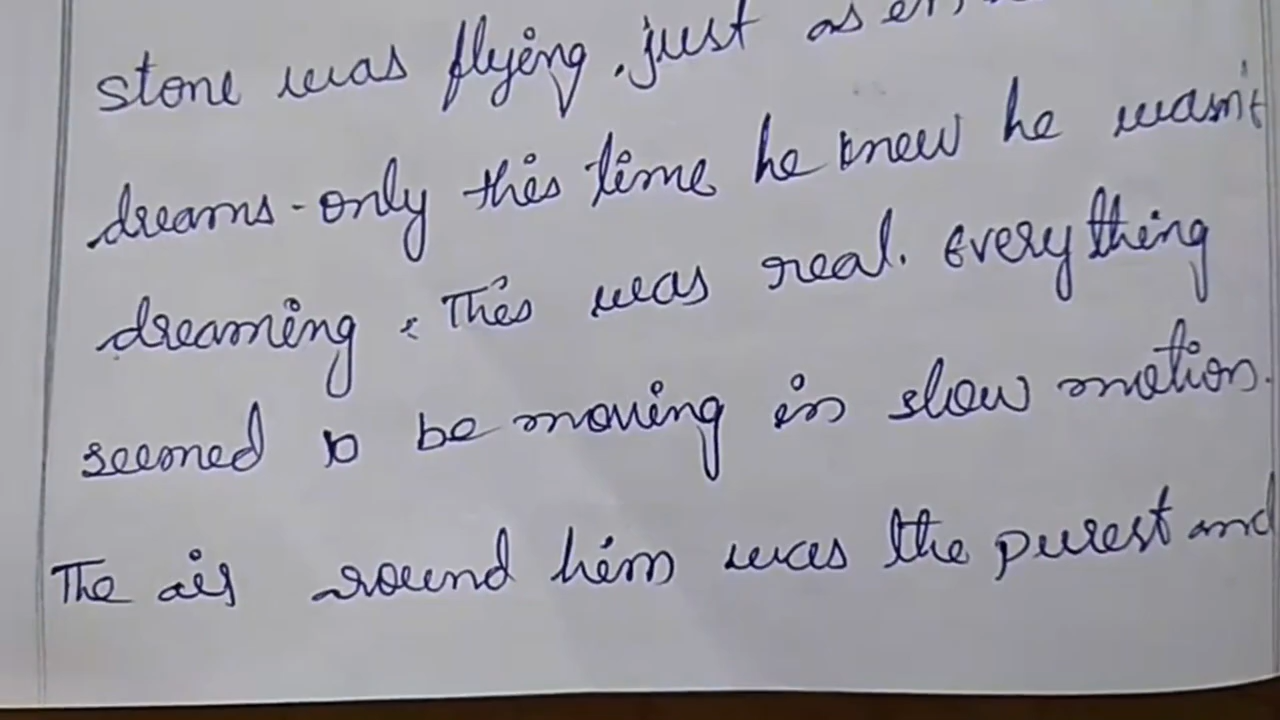 stone was flying, just as
dreams-only this time he knew he wasn't
dreaming. This was real. Everything
seemed to be moving in slow motion.
The air round him was the purest and